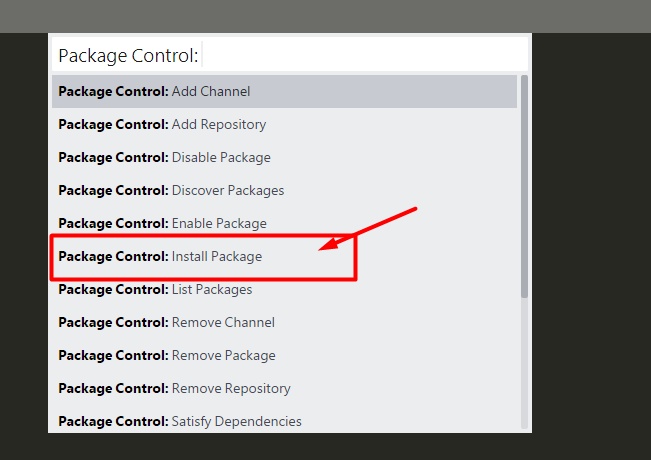 Package Control:
Package Control: Add Channel
Package Control: Add Repository
Package Control: Disable Package
Package Control: Discover Packages
Package Control: Enable Package
Package Control: Install Package
Package Control: List Packages
Package Control: Remove Channel
Package Control: Remove Package
Package Control: Remove Repository
Package Control: Satisfy Dependencies